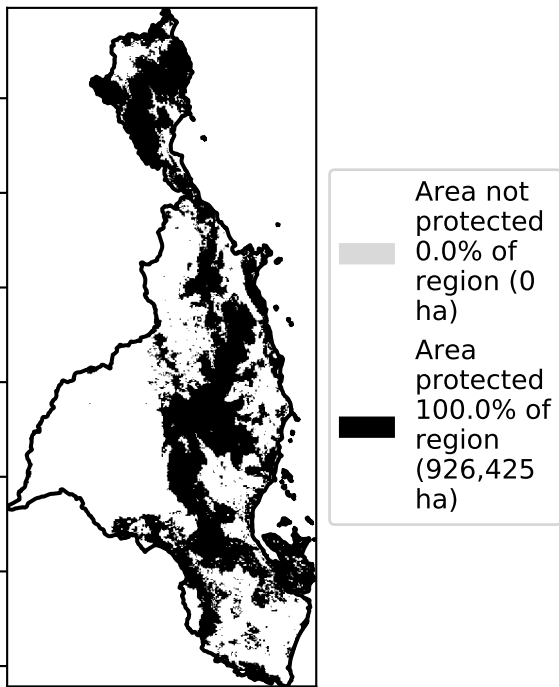 Area not
protected
0.0% of
region (0
ha)
Area
protected
100.0% of
region
(926,425
ha)